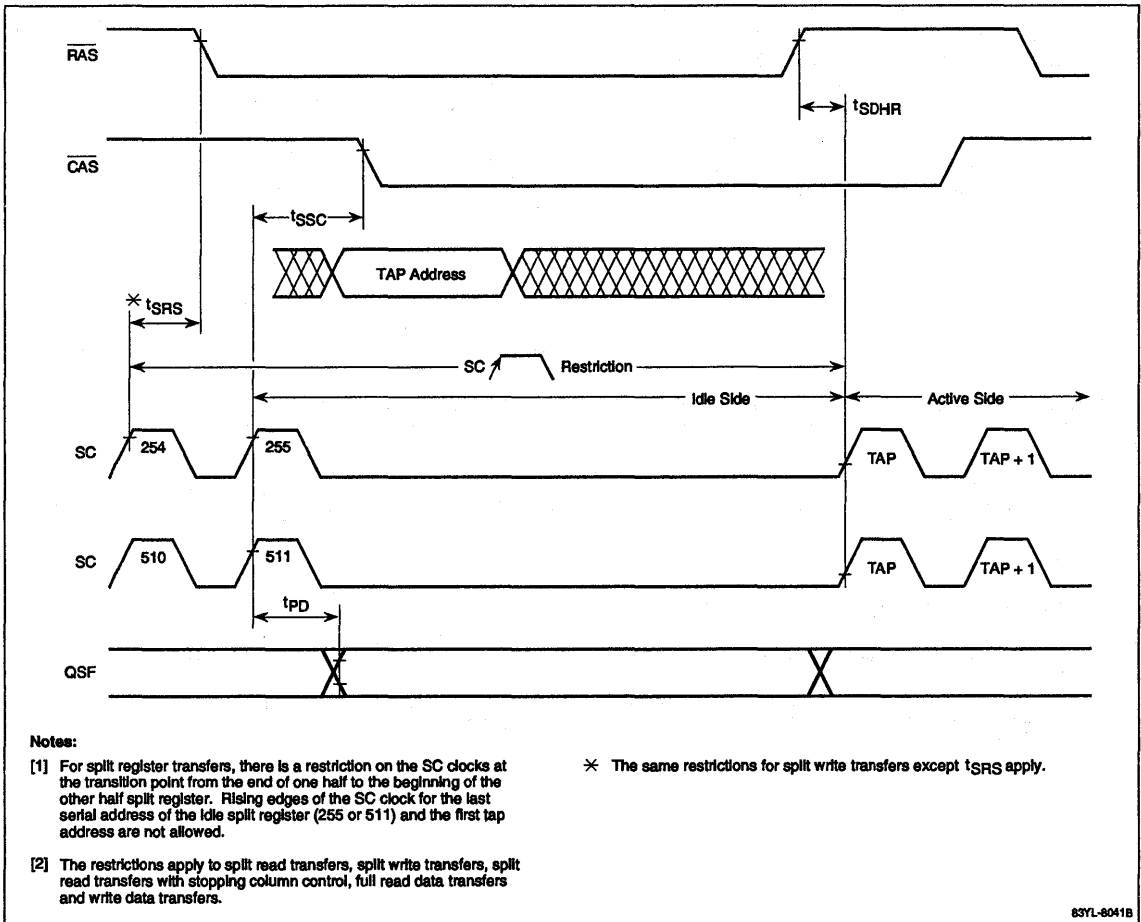 RAS
tSDHR
CAS
tSSC
TAP Address
* tSRS
SC Restriction
Idle Side
Active Side
SC
254
255
TAP
TAP + 1
SC
510
511
TAP
TAP + 1
tPD
QSF
Notes:
[1] For split register transfers, there is a restriction on the SC clocks at
the transition point from the end of one half to the beginning of the
other half split register. Rising edges of the SC clock for the last
serial address of the idle split register (255 or 511) and the first tap
address are not allowed.
[2] The restrictions apply to split read transfers, split write transfers, split
read transfers with stopping column control, full read data transfers
and write data transfers.
* The same restrictions for split write transfers except tSRS apply.
83YL-8041B